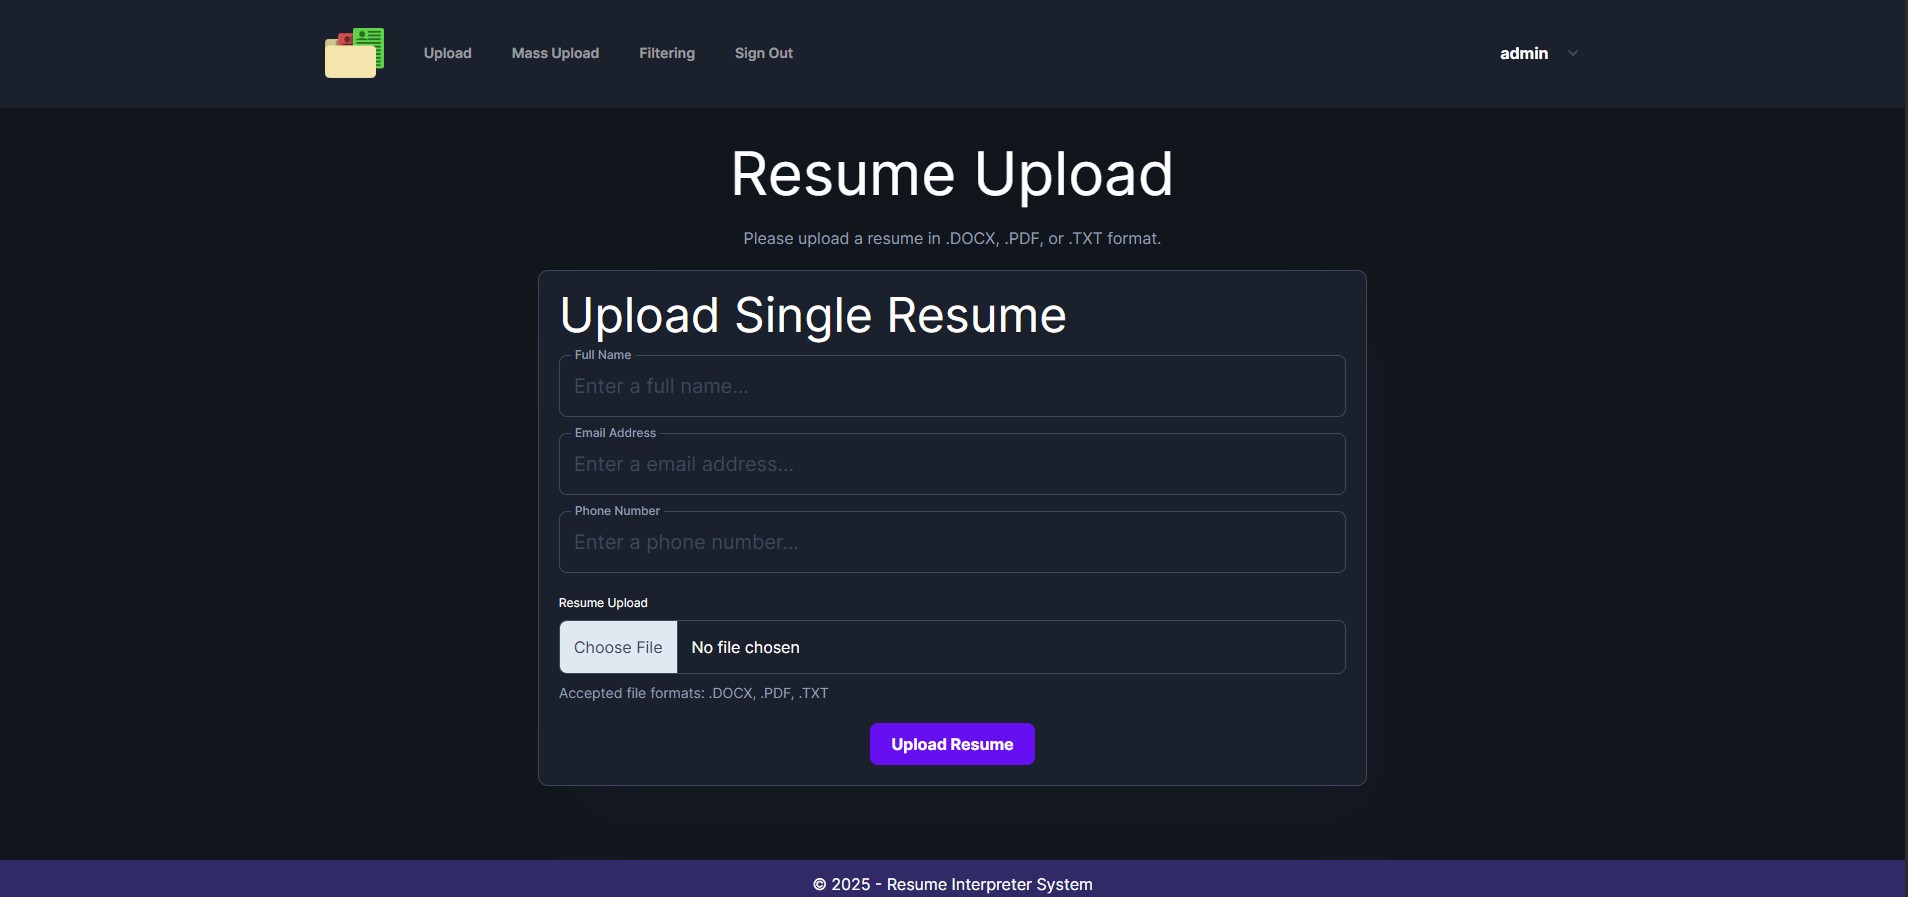 Upload Mass Upload Filtering Sign Out admin
Resume Upload
Please upload a resume in .DOCX, .PDF, or .TXT format.
Upload Single Resume
Full Name
Enter a full name...
Email Address
Enter a email address...
Phone Number
Enter a phone number...
Resume Upload
Choose File No file chosen
Accepted file formats: .DOCX, .PDF, .TXT
Upload Resume
© 2025 - Resume Interpreter System